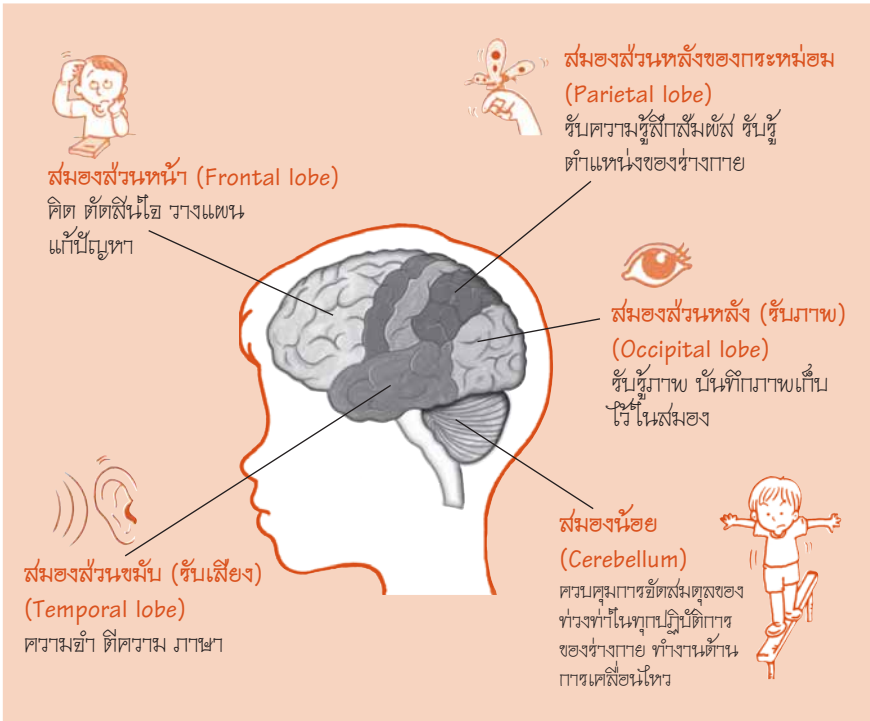 สมองส่วนหน้า (Frontal lobe)
คิด ตัดสินใจ วางแผน
แก้ปัญหา
สมองส่วนหลังของกระหม่อม
(Parietal lobe)
รับความรู้สึกสัมผัส รับรู้
ตำแหน่งของร่างกาย
สมองส่วนหลัง (รับภาพ)
(Occipital lobe)
รับรู้ภาพ บันทึกภาพเก็บ
ไว้ในสมอง
สมองส่วนขมับ (รับเสียง)
(Temporal lobe)
ความจำ ตีความ ภาษา
สมองน้อย
(Cerebellum)
ควบคุมการจัดสมดุลของ
ท่วงท่าในทุกปฏิบัติการ
ของร่างกาย ทำงานด้าน
การเคลื่อนไหว